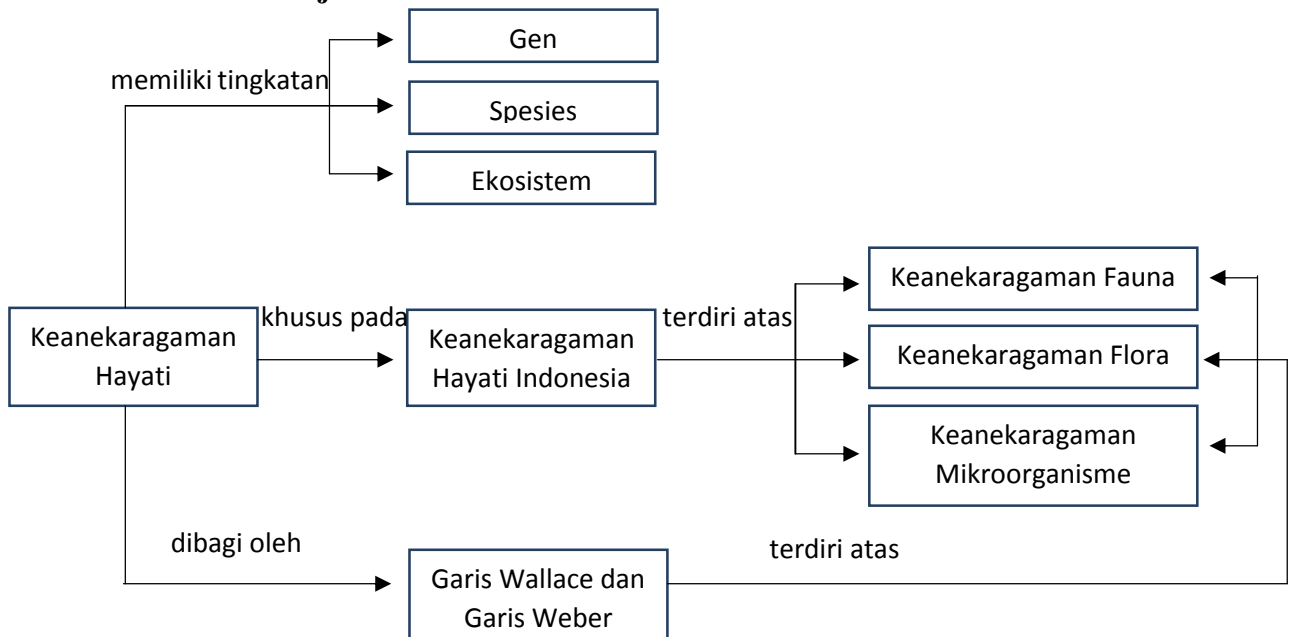 Gen
memiliki tingkatan
Spesies
Ekosistem
Keanekaragaman Fauna
khusus pada
terdiri atas
Keanekaragaman
Hayati
Keanekaragaman
Hayati Indonesia
Keanekaragaman Flora
Keanekaragaman
Mikroorganisme
dibagi oleh
terdiri atas
Garis Wallace dan
Garis Weber